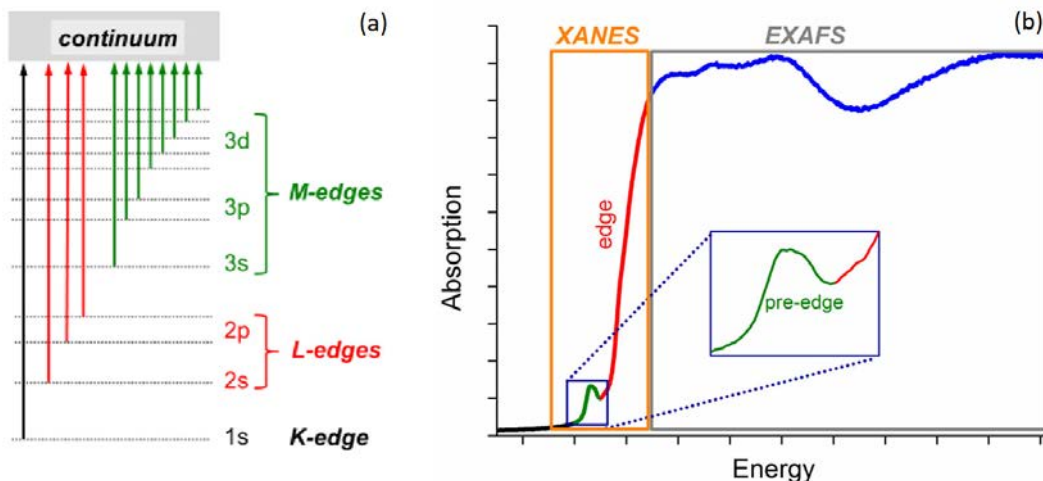 (a)
continuum
3d
M-edges
3p
3s
2p
L-edges
2s
1s
K-edge
XANES
EXAFS
(b)
edge
pre-edge
Absorption
Energy